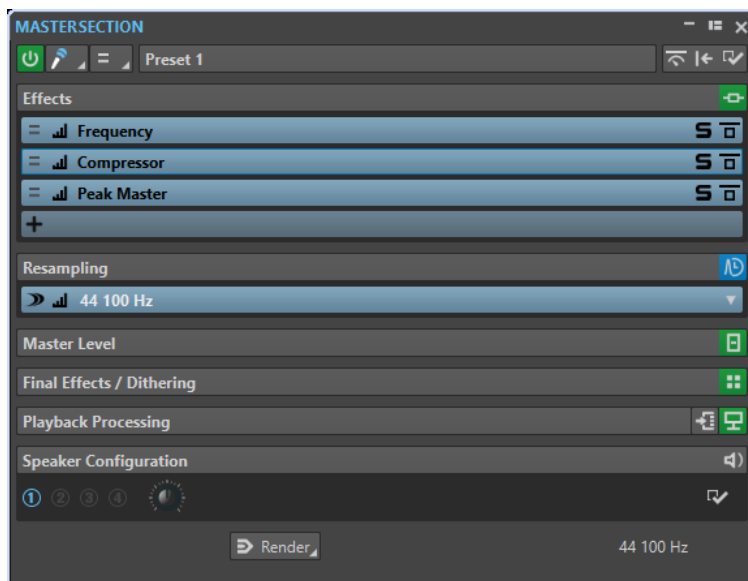 MASTERSECTION
Preset 1
Effects
Frequency S
Compressor S
Peak Master S
Resampling
44 100 Hz
Master Level
Final Effects / Dithering
Playback Processing
Speaker Configuration
1 2 3 4
Render 44 100 Hz